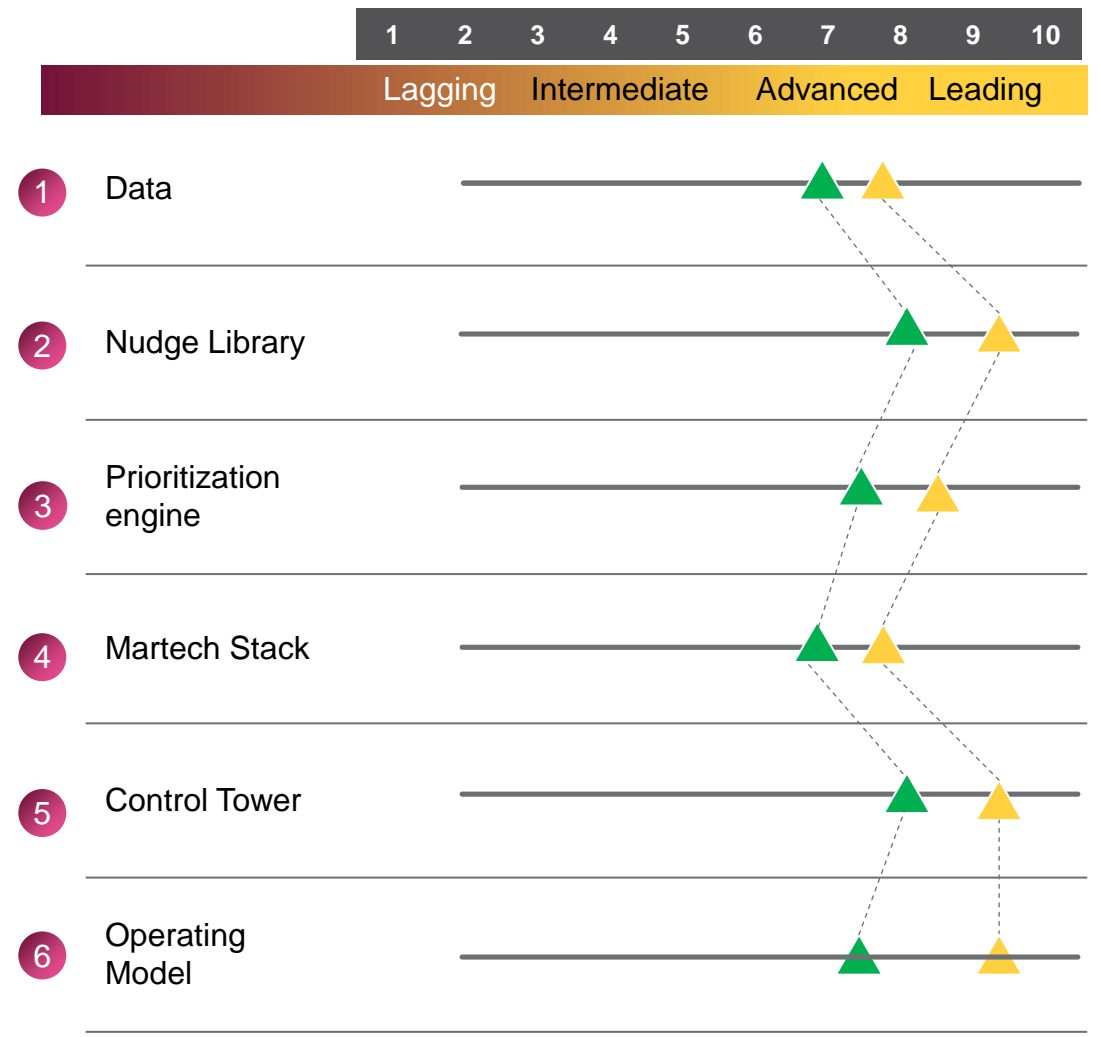 1 2 3 4 5 6 7 8 9 10
Lagging Intermediate Advanced Leading
1 Data
2 Nudge Library
3 Prioritization
engine
4 Martech Stack
5 Control Tower
6 Operating
Model